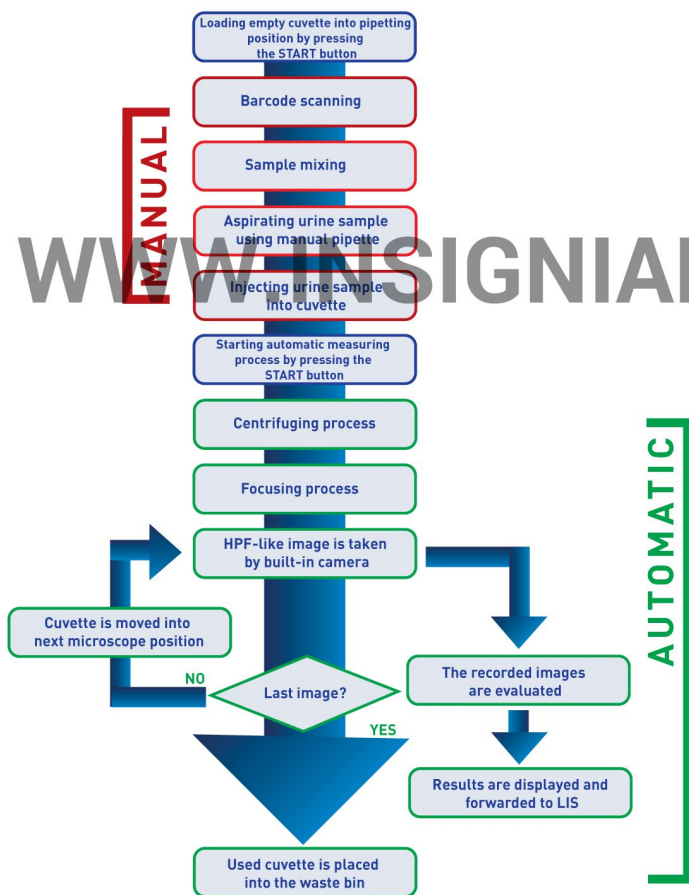 Loading empty cuvette into pipetting
position by pressing
the START button
Barcode scanning
MANUAL
Sample mixing
Aspirating urine sample
using manual pipette
WWW.INSIGNIAI
Injecting urine sample
into cuvette
Starting automatic measuring
process by pressing the
START button
AUTOMATIC
Centrifuging process
Focusing process
HPF-like image is taken
by built-in camera
Cuvette is moved into
next microscope position
NO
Last image?
YES
The recorded images
are evaluated
Results are displayed and
forwarded to LIS
Used cuvette is placed
into the waste bin